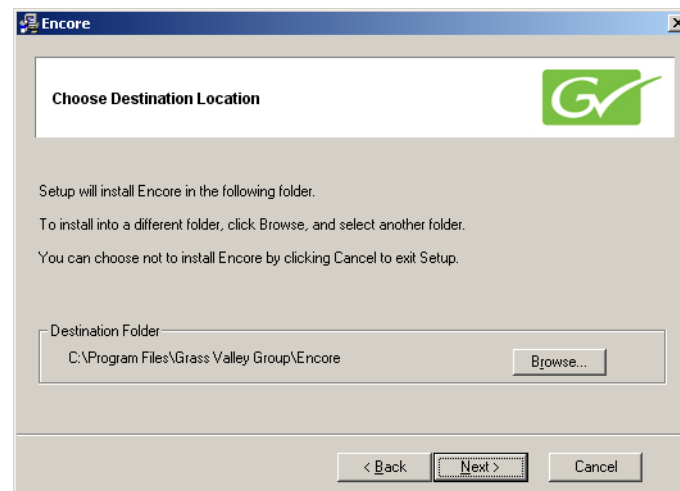 Encore
Choose Destination Location
GV
Setup will install Encore in the following folder.
To install into a different folder, click Browse, and select another folder.
You can choose not to install Encore by clicking Cancel to exit Setup.
Destination Folder
C:\Program Files\Grass Valley Group\Encore
Browse...
< Back Next > Cancel